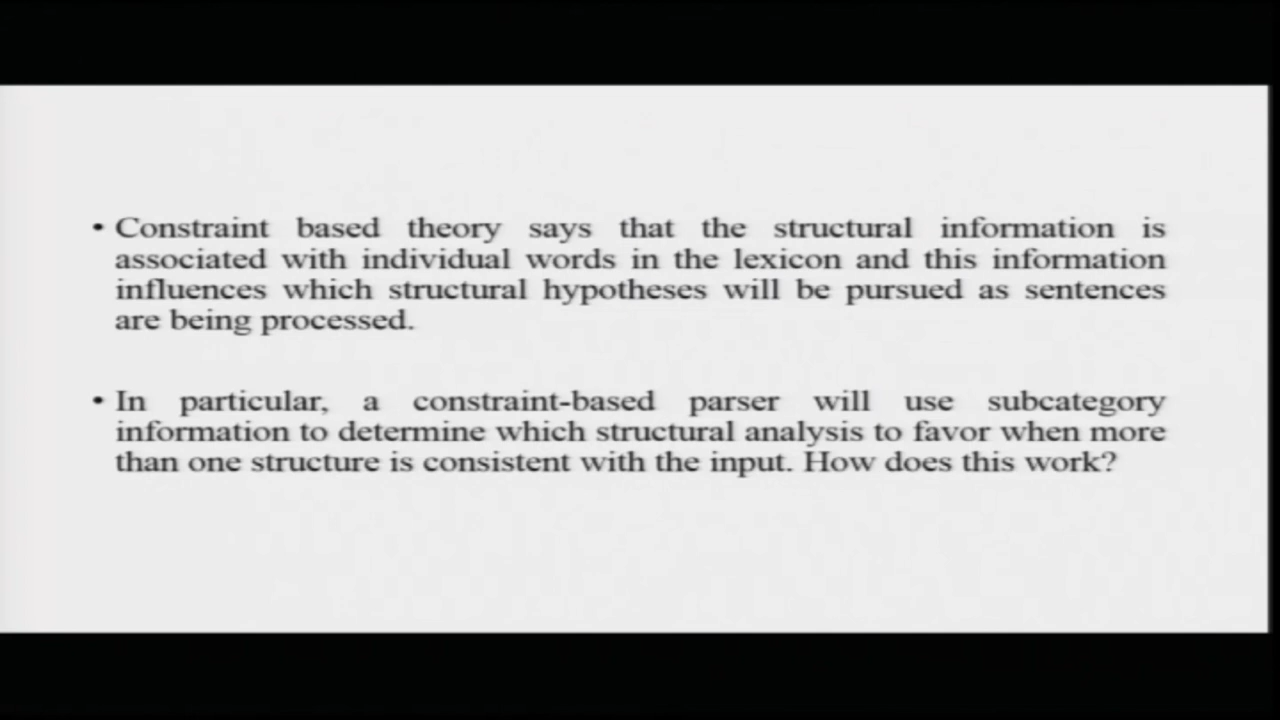 • Constraint based theory says that the structural information is
associated with individual words in the lexicon and this information
influences which structural hypotheses will be pursued as sentences
are being processed.
• In particular, a constraint-based parser will use subcategory
information to determine which structural analysis to favor when more
than one structure is consistent with the input. How does this work?